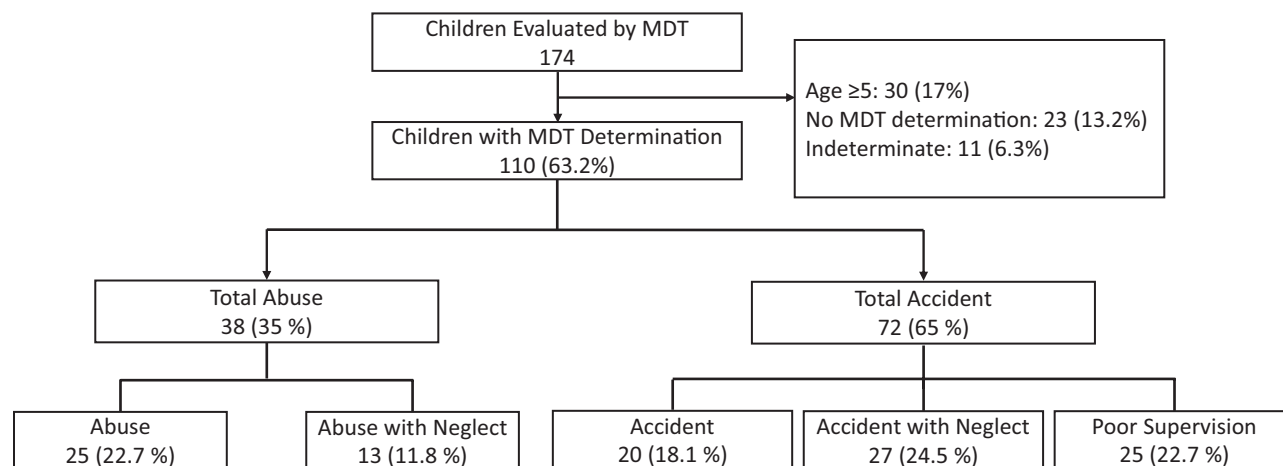 Children Evaluated by MDT
174
Age ≥5: 30 (17%)
No MDT determination: 23 (13.2%)
Indeterminate: 11 (6.3%)
Children with MDT Determination
110 (63.2%)
Total Abuse
38 (35 %)
Total Accident
72 (65 %)
Abuse
25 (22.7 %)
Abuse with Neglect
13 (11.8 %)
Accident
20 (18.1 %)
Accident with Neglect
27 (24.5 %)
Poor Supervision
25 (22.7 %)